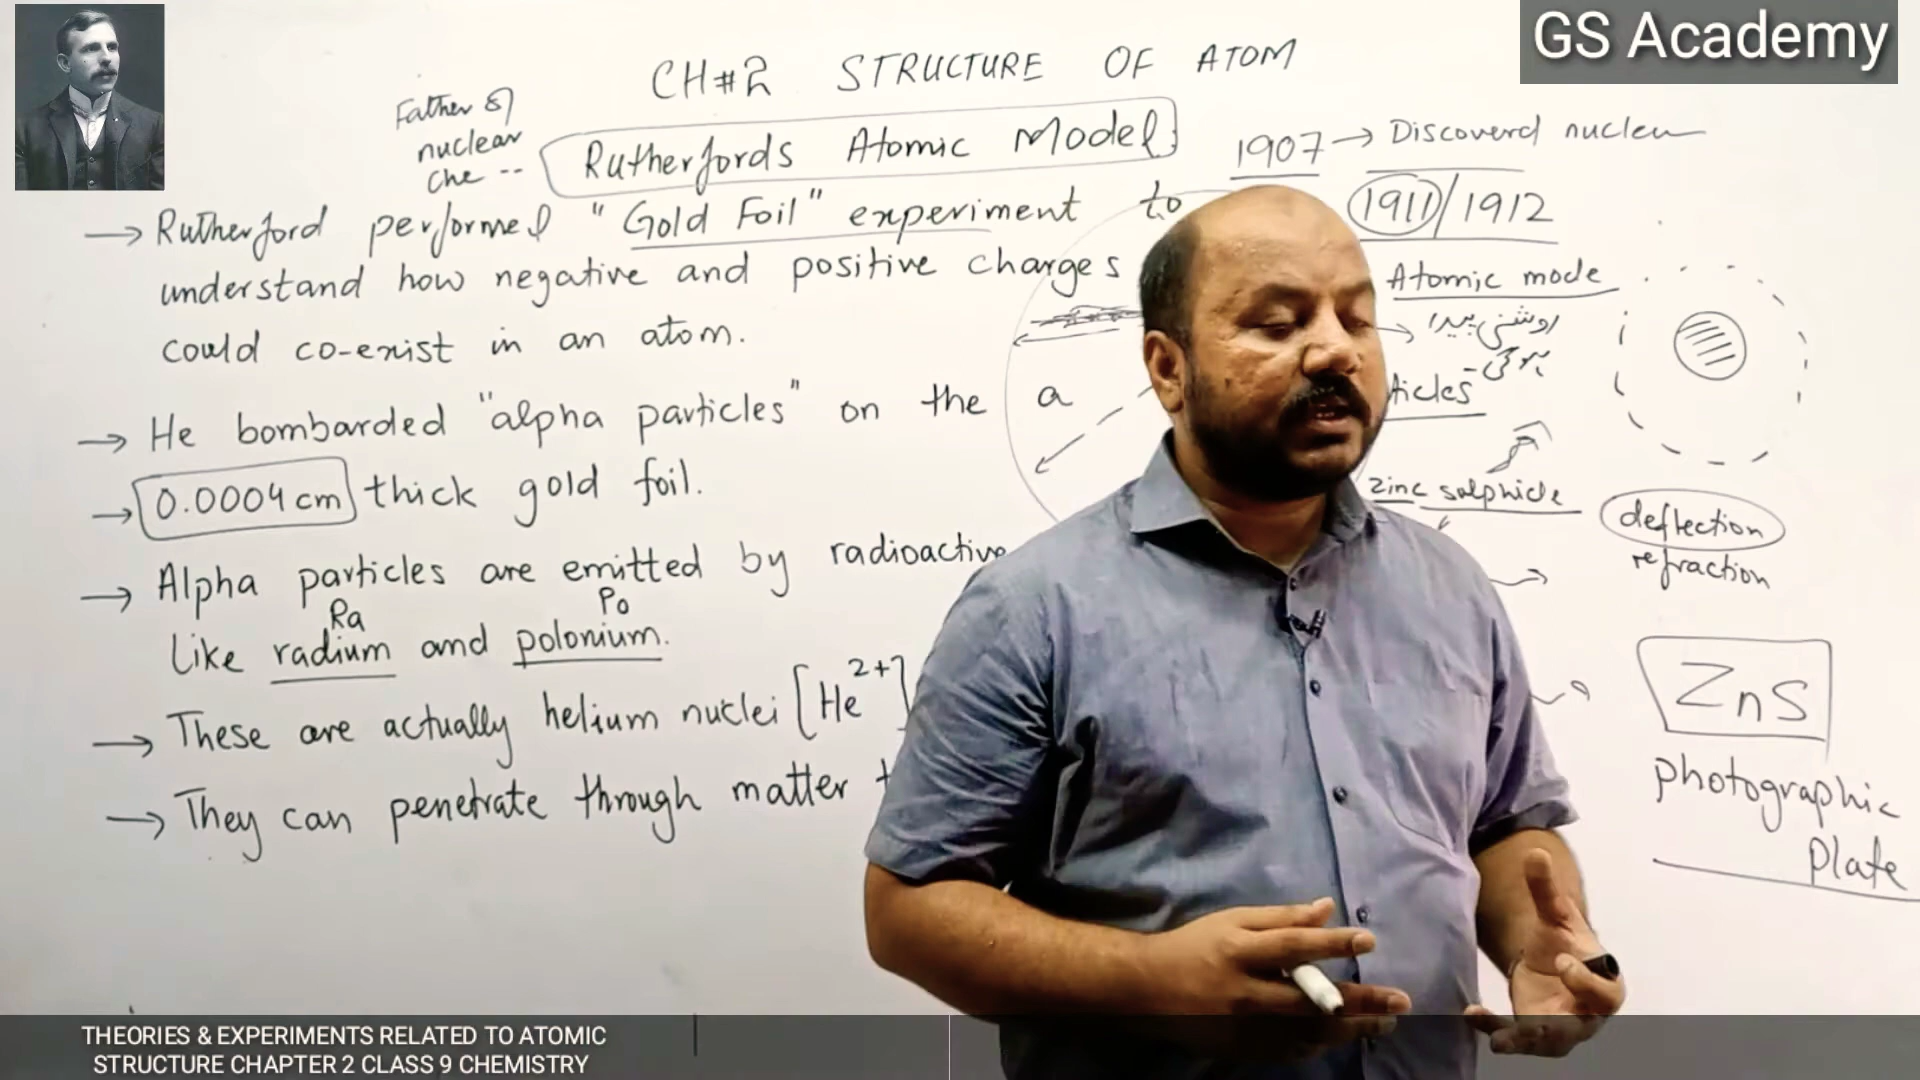 GS Academy
CH#2 STRUCTURE OF ATOM
Father of
nuclear
che --
Rutherfords Atomic Model
1907 → Discoverd
1911/1912
→ Rutherford performed "Gold Foil" experiment to
understand how negative and positive charges
could co-exist in an atom.
Atomic mode
روشنی پیدا
→ He bombarded "alpha particles" on the a
ticles
→ 0.0004 cm thick gold foil.
zinc sulphide
deflection
refraction
→ Alpha particles are emitted by radioactive
Ra Po
like radium and polonium.
→ These are actually helium nuclei [He2+]
ZnS
photographic
Plate
→ They can penetrate through matter t
THEORIES & EXPERIMENTS RELATED TO ATOMIC
STRUCTURE CHAPTER 2 CLASS 9 CHEMISTRY